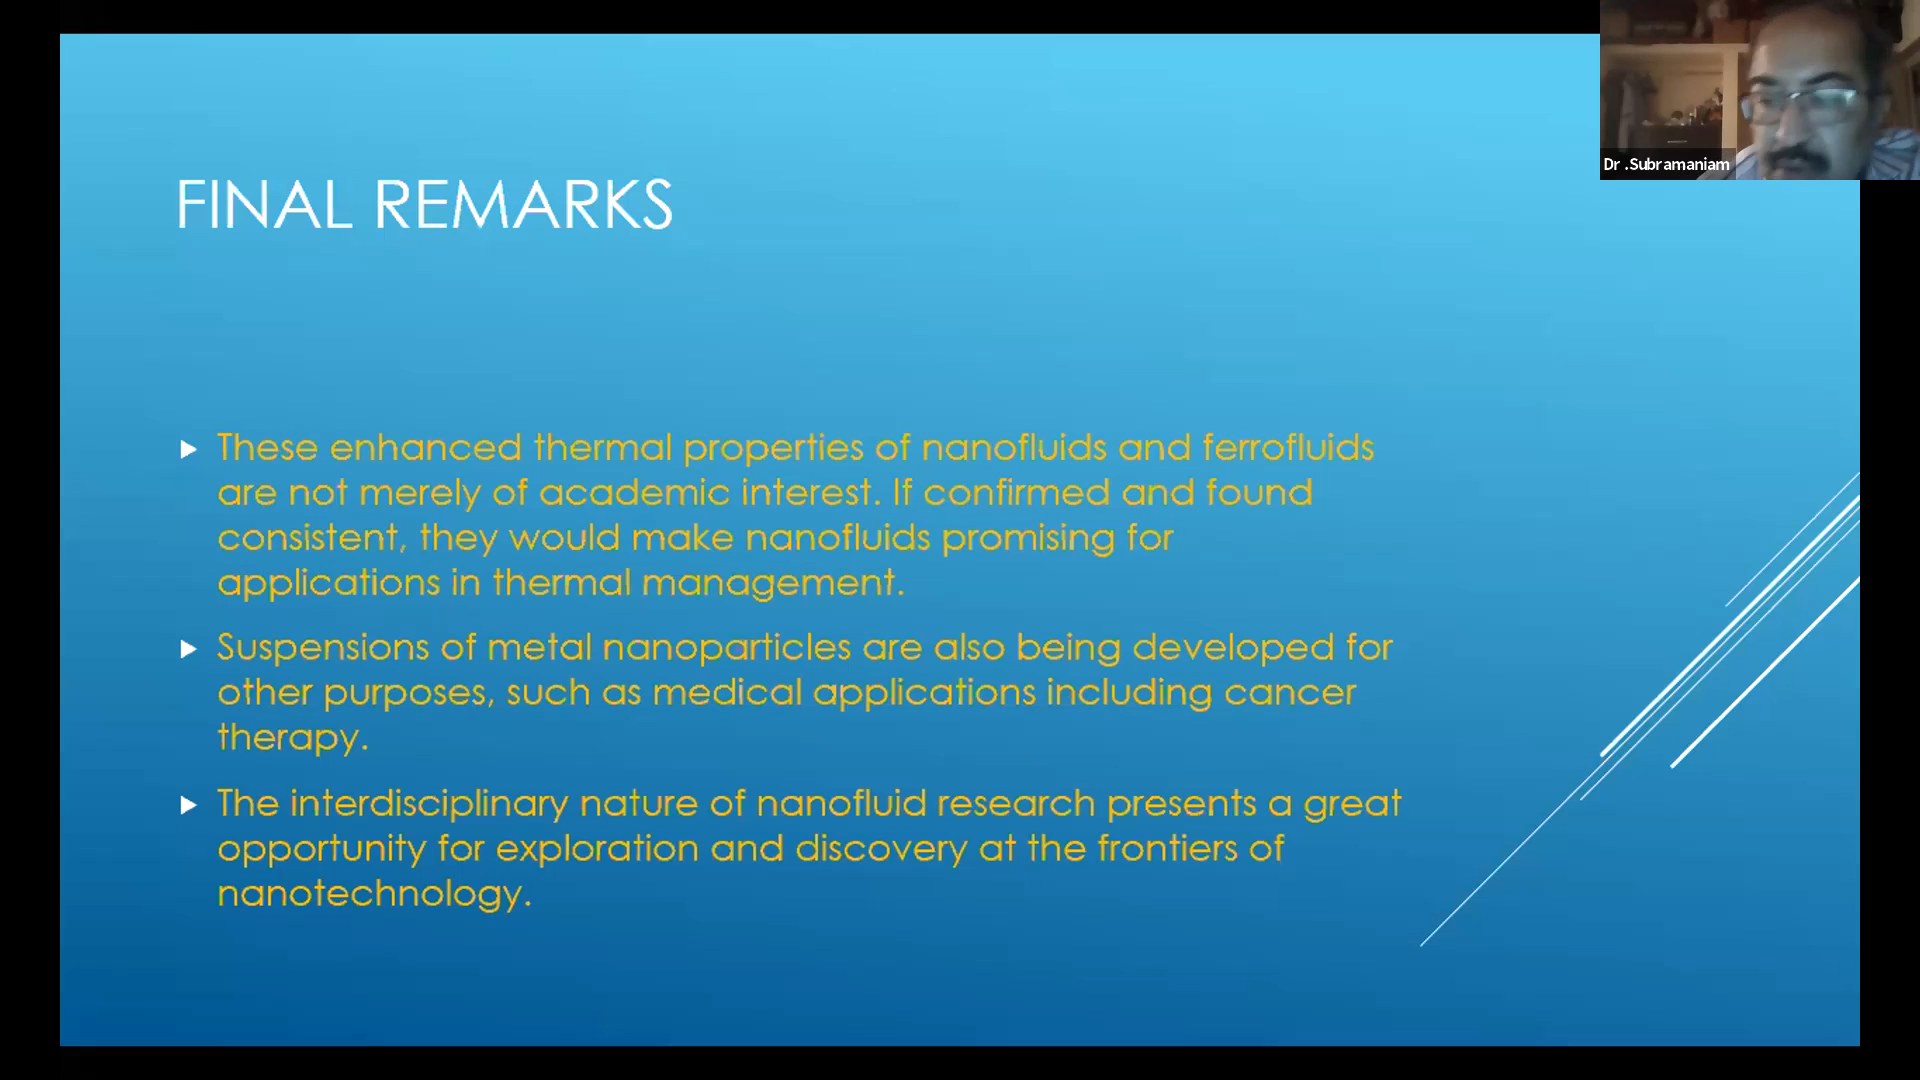 Dr .Subramaniam
FINAL REMARKS
These enhanced thermal properties of nanofluids and ferrofluids
are not merely of academic interest. If confirmed and found
consistent, they would make nanofluids promising for
applications in thermal management.
Suspensions of metal nanoparticles are also being developed for
other purposes, such as medical applications including cancer
therapy.
The interdisciplinary nature of nanofluid research presents a great
opportunity for exploration and discovery at the frontiers of
nanotechnology.